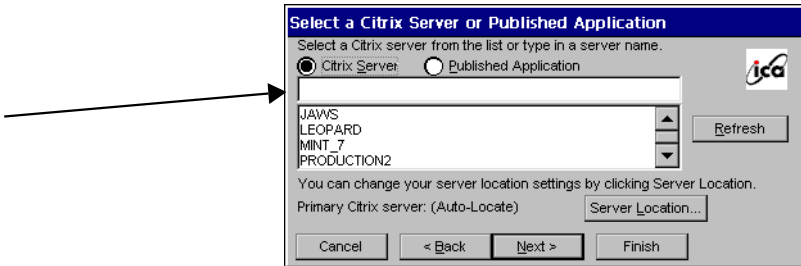 Select a Citrix Server or Published Application
Select a Citrix server from the list or type in a server name.
Citrix Server Published Application
ica
JAWS
LEOPARD
MINT_7
PRODUCTION2
Refresh
You can change your server location settings by clicking Server Location.
Primary Citrix server: (Auto-Locate) Server Location...
Cancel < Back Next > Finish